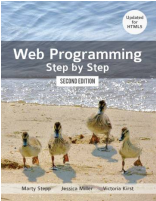 Updated
for
HTML5
Web Programming
Step by Step
SECOND EDITION
Marty Stepp Jessica Miller Victoria Kirst